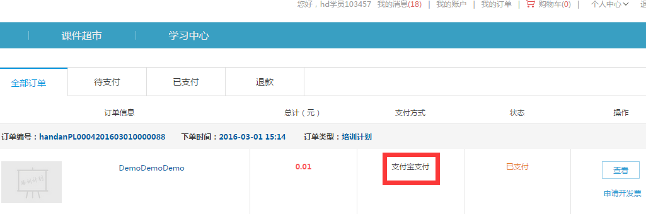 您好，hd学员103457 我的消息(18) | 我的账户 | 我的订单 | 购物车(0) | 个人中心
课件超市 学习中心
全部订单 待支付 已支付 退款
订单信息 总计（元） 支付方式 状态 操作
订单编号：handanPL0004201603010000088 下单时间：2016-03-01 15:14 订单类型：培训计划
DemoDemoDemo 0.01 支付宝支付 已支付 查看
申请开发票